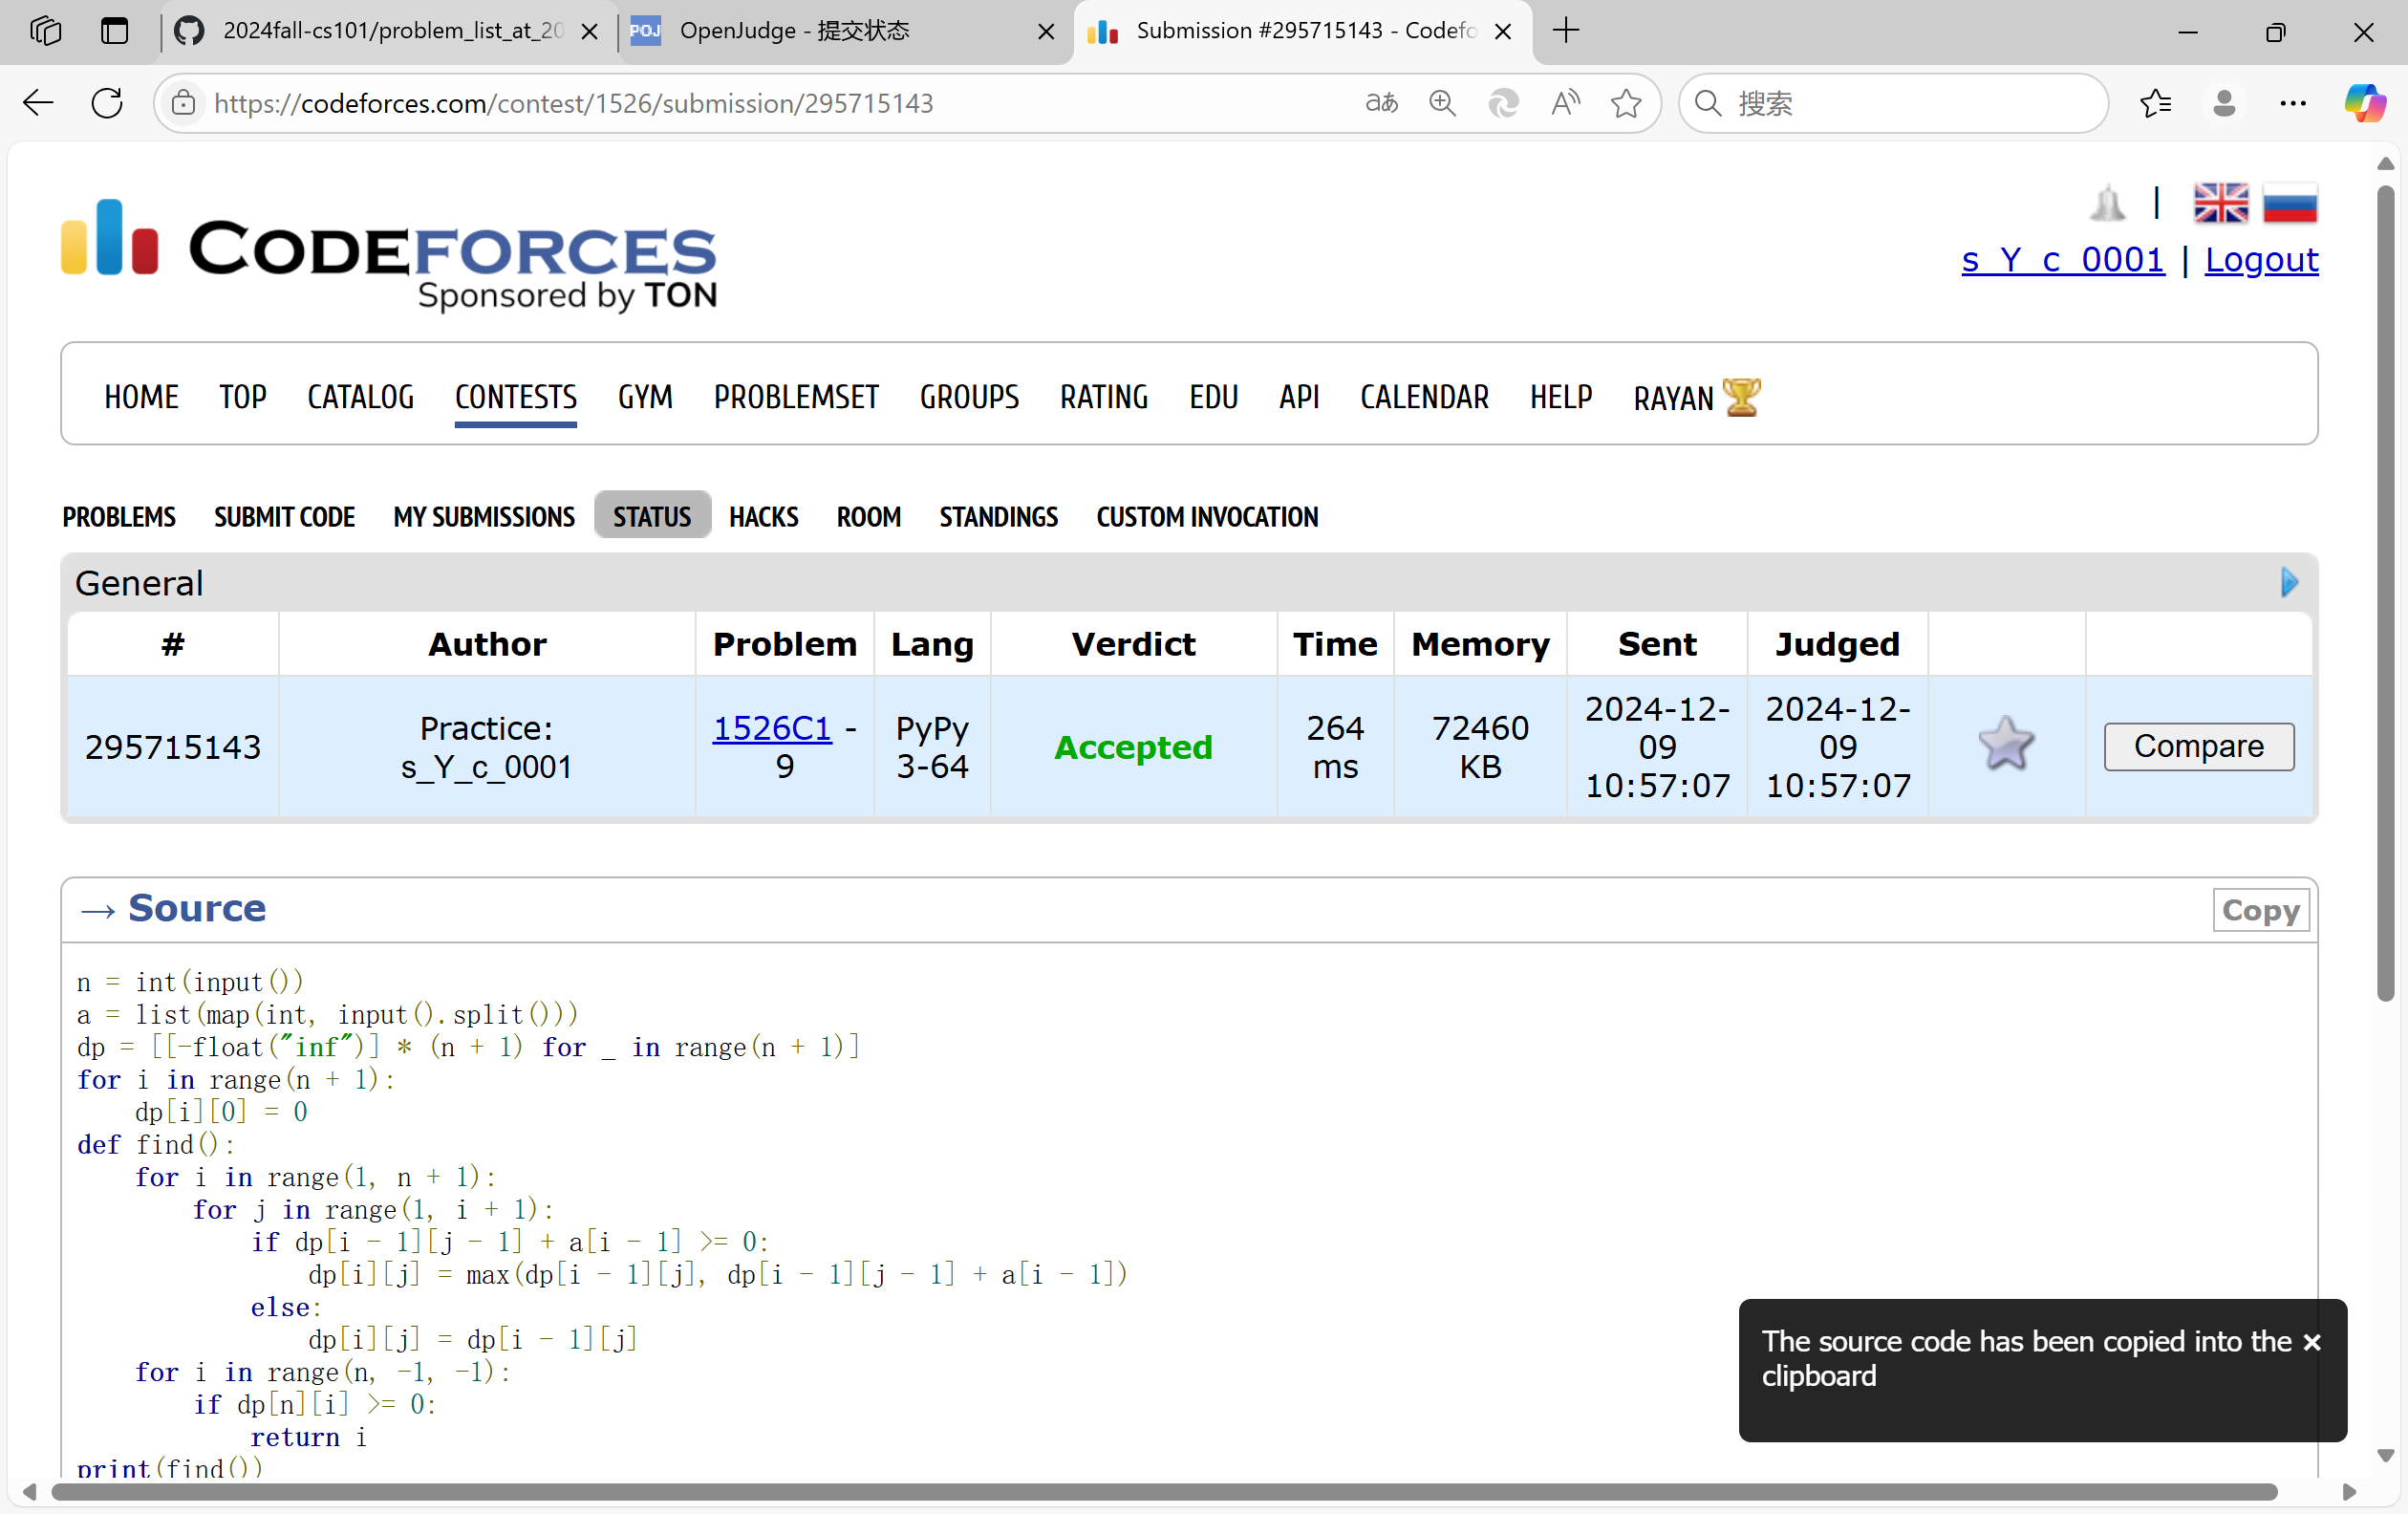 2024fall-cs101/problem_list_at_20
POJ OpenJudge - 提交状态
Submission #295715143 - Codefo
https://codeforces.com/contest/1526/submission/295715143
aあ
搜索
CODEFORCES
Sponsored by TON
|
s_Y_c_0001 | Logout
HOME TOP CATALOG CONTESTS GYM PROBLEMSET GROUPS RATING EDU API CALENDAR HELP RAYAN
PROBLEMS SUBMIT CODE MY SUBMISSIONS STATUS HACKS ROOM STANDINGS CUSTOM INVOCATION
General
# Author Problem Lang Verdict Time Memory Sent Judged
295715143 Practice: s_Y_c_0001 1526C1 - 9 PyPy 3-64 Accepted 264 ms 72460 KB 2024-12-09 10:57:07 2024-12-09 10:57:07 Compare
→ Source
Copy
n = int(input())
a = list(map(int, input().split()))
dp = [[-float("inf")] * (n + 1) for _ in range(n + 1)]
for i in range(n + 1):
    dp[i][0] = 0
def find():
    for i in range(1, n + 1):
        for j in range(1, i + 1):
            if dp[i - 1][j - 1] + a[i - 1] >= 0:
                dp[i][j] = max(dp[i - 1][j], dp[i - 1][j - 1] + a[i - 1])
            else:
                dp[i][j] = dp[i - 1][j]
    for i in range(n, -1, -1):
        if dp[n][i] >= 0:
            return i
print(find())
The source code has been copied into the
clipboard